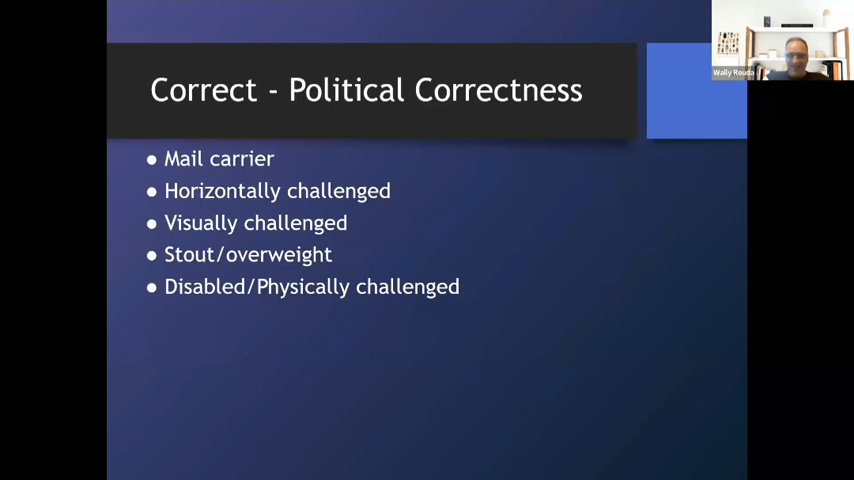 Correct - Political Correctness
Wally Rouda
● Mail carrier
● Horizontally challenged
● Visually challenged
● Stout/overweight
● Disabled/Physically challenged